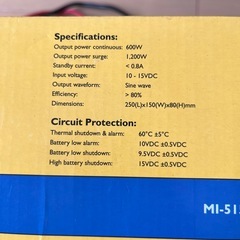 Specifications:
Output power continuous: 600W
Output power surge: 1,200W
Standby current: < 0.8A
Input voltage: 10 - 15VDC
Output waveform: Sine wave
Efficiency: > 80%
Dimensions: 250(L)x150(W)x80(H)mm
Circuit Protection:
Thermal shutdown & alarm: 60°C ±5°C
Battery low alarm: 10VDC ±0.5VDC
Battery low shutdown: 9.5VDC ±0.5VDC
High battery shutdown: 15VDC ±0.5VDC
MI-51